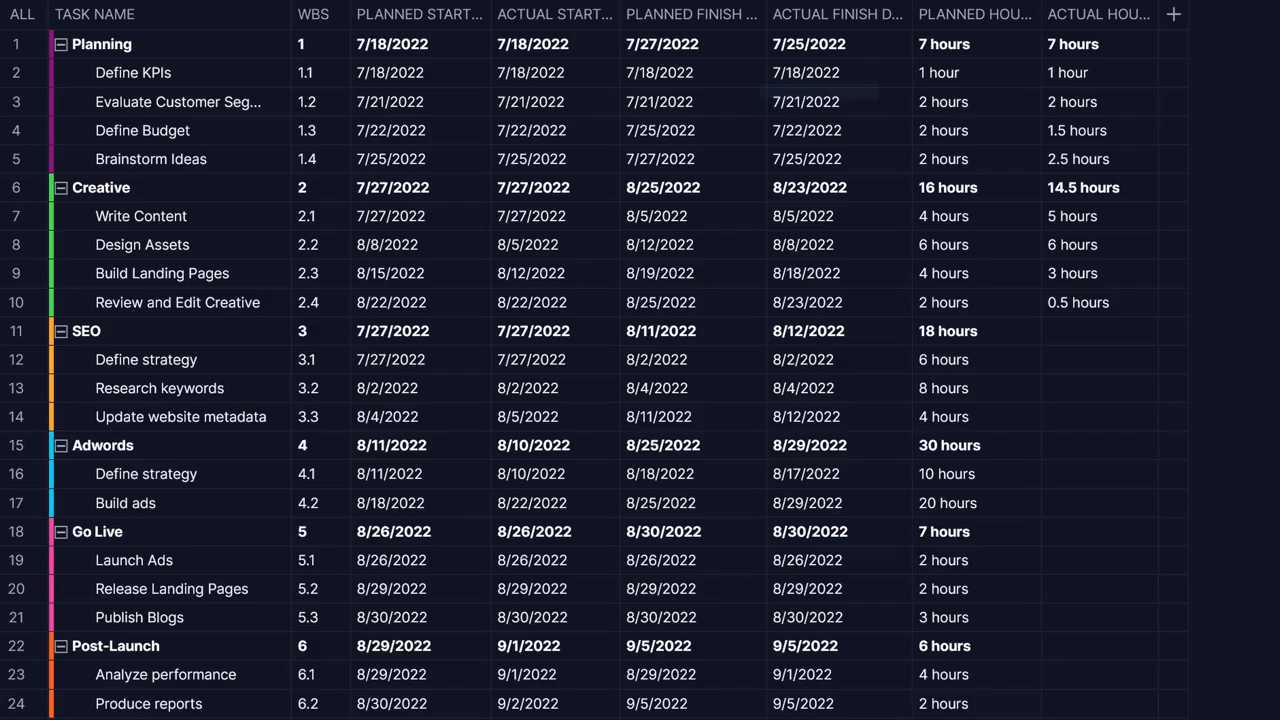 ALL TASK NAME WBS PLANNED START... ACTUAL START... PLANNED FINISH ... ACTUAL FINISH D... PLANNED HOU... ACTUAL HOU... +
1 Planning 1 7/18/2022 7/18/2022 7/27/2022 7/25/2022 7 hours 7 hours
2 Define KPIs 1.1 7/18/2022 7/18/2022 7/18/2022 7/18/2022 1 hour 1 hour
3 Evaluate Customer Seg... 1.2 7/21/2022 7/21/2022 7/21/2022 7/21/2022 2 hours 2 hours
4 Define Budget 1.3 7/22/2022 7/22/2022 7/25/2022 7/22/2022 2 hours 1.5 hours
5 Brainstorm Ideas 1.4 7/25/2022 7/25/2022 7/27/2022 7/25/2022 2 hours 2.5 hours
6 Creative 2 7/27/2022 7/27/2022 8/25/2022 8/23/2022 16 hours 14.5 hours
7 Write Content 2.1 7/27/2022 7/27/2022 8/5/2022 8/5/2022 4 hours 5 hours
8 Design Assets 2.2 8/8/2022 8/5/2022 8/12/2022 8/8/2022 6 hours 6 hours
9 Build Landing Pages 2.3 8/15/2022 8/12/2022 8/19/2022 8/18/2022 4 hours 3 hours
10 Review and Edit Creative 2.4 8/22/2022 8/22/2022 8/25/2022 8/23/2022 2 hours 0.5 hours
11 SEO 3 7/27/2022 7/27/2022 8/11/2022 8/12/2022 18 hours
12 Define strategy 3.1 7/27/2022 7/27/2022 8/2/2022 8/2/2022 6 hours
13 Research keywords 3.2 8/2/2022 8/2/2022 8/4/2022 8/4/2022 8 hours
14 Update website metadata 3.3 8/4/2022 8/5/2022 8/11/2022 8/12/2022 4 hours
15 Adwords 4 8/11/2022 8/10/2022 8/25/2022 8/29/2022 30 hours
16 Define strategy 4.1 8/11/2022 8/10/2022 8/18/2022 8/17/2022 10 hours
17 Build ads 4.2 8/18/2022 8/22/2022 8/25/2022 8/29/2022 20 hours
18 Go Live 5 8/26/2022 8/26/2022 8/30/2022 8/30/2022 7 hours
19 Launch Ads 5.1 8/26/2022 8/26/2022 8/26/2022 8/26/2022 2 hours
20 Release Landing Pages 5.2 8/29/2022 8/29/2022 8/29/2022 8/29/2022 2 hours
21 Publish Blogs 5.3 8/30/2022 8/30/2022 8/30/2022 8/30/2022 3 hours
22 Post-Launch 6 8/29/2022 9/1/2022 9/5/2022 9/5/2022 6 hours
23 Analyze performance 6.1 8/29/2022 9/1/2022 8/29/2022 9/1/2022 4 hours
24 Produce reports 6.2 8/30/2022 9/2/2022 9/5/2022 9/5/2022 2 hours